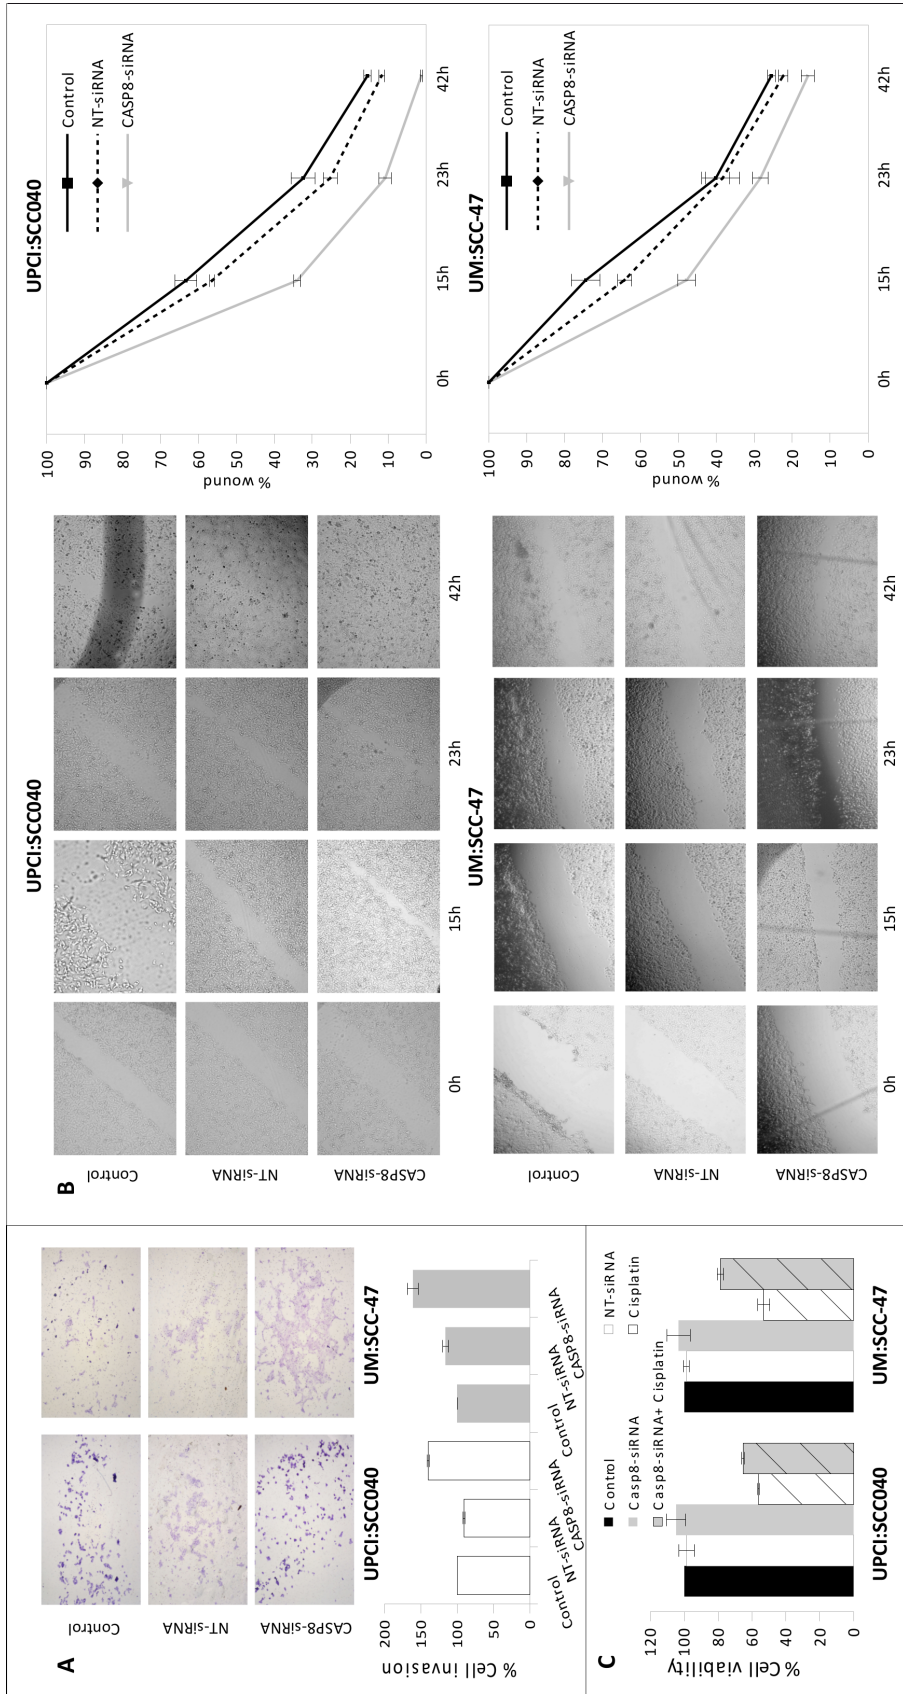 A
Control
NT-siRNA
CASP8-siRNA
UPCI:SCC040
UM:SCC-47
% Cell invasion
200
150
100
50
0
Control
NT-siRNA
CASP8-siRNA
Control
NT-siRNA
CASP8-siRNA
B
UPCI:SCC040
Control
NT-siRNA
CASP8-siRNA
0h
15h
23h
42h
UPCI:SCC040
% wound
100
90
80
70
60
50
40
30
20
10
0
0h
15h
23h
42h
Control
NT-siRNA
CASP8-siRNA
UM:SCC-47
Control
NT-siRNA
CASP8-siRNA
0h
15h
23h
42h
UM:SCC-47
% wound
100
90
80
70
60
50
40
30
20
10
0
0h
15h
23h
42h
Control
NT-siRNA
CASP8-siRNA
C
Control
NT-siRNA
Casp8-siRNA
Cisplatin
Casp8-siRNA+ Cisplatin
% Cell viability
120
100
80
60
40
20
0
UPCI:SCC040
UM:SCC-47